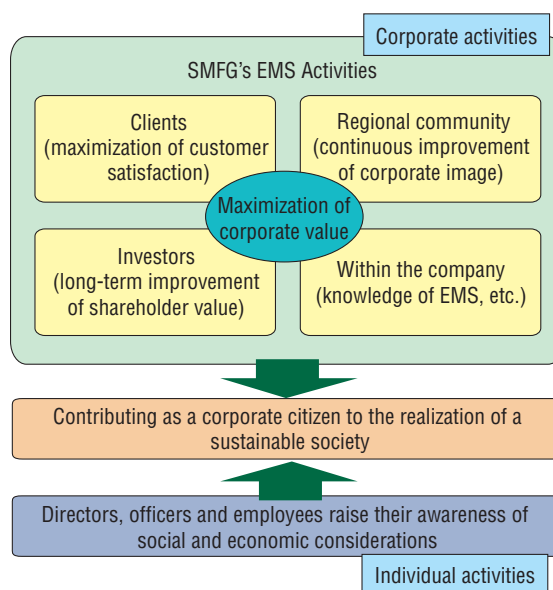 Corporate activities
SMFG's EMS Activities
Clients
(maximization of customer
satisfaction)
Regional community
(continuous improvement
of corporate image)
Maximization of
corporate value
Investors
(long-term improvement
of shareholder value)
Within the company
(knowledge of EMS, etc.)
Contributing as a corporate citizen to the realization of a
sustainable society
Directors, officers and employees raise their awareness of
social and economic considerations
Individual activities